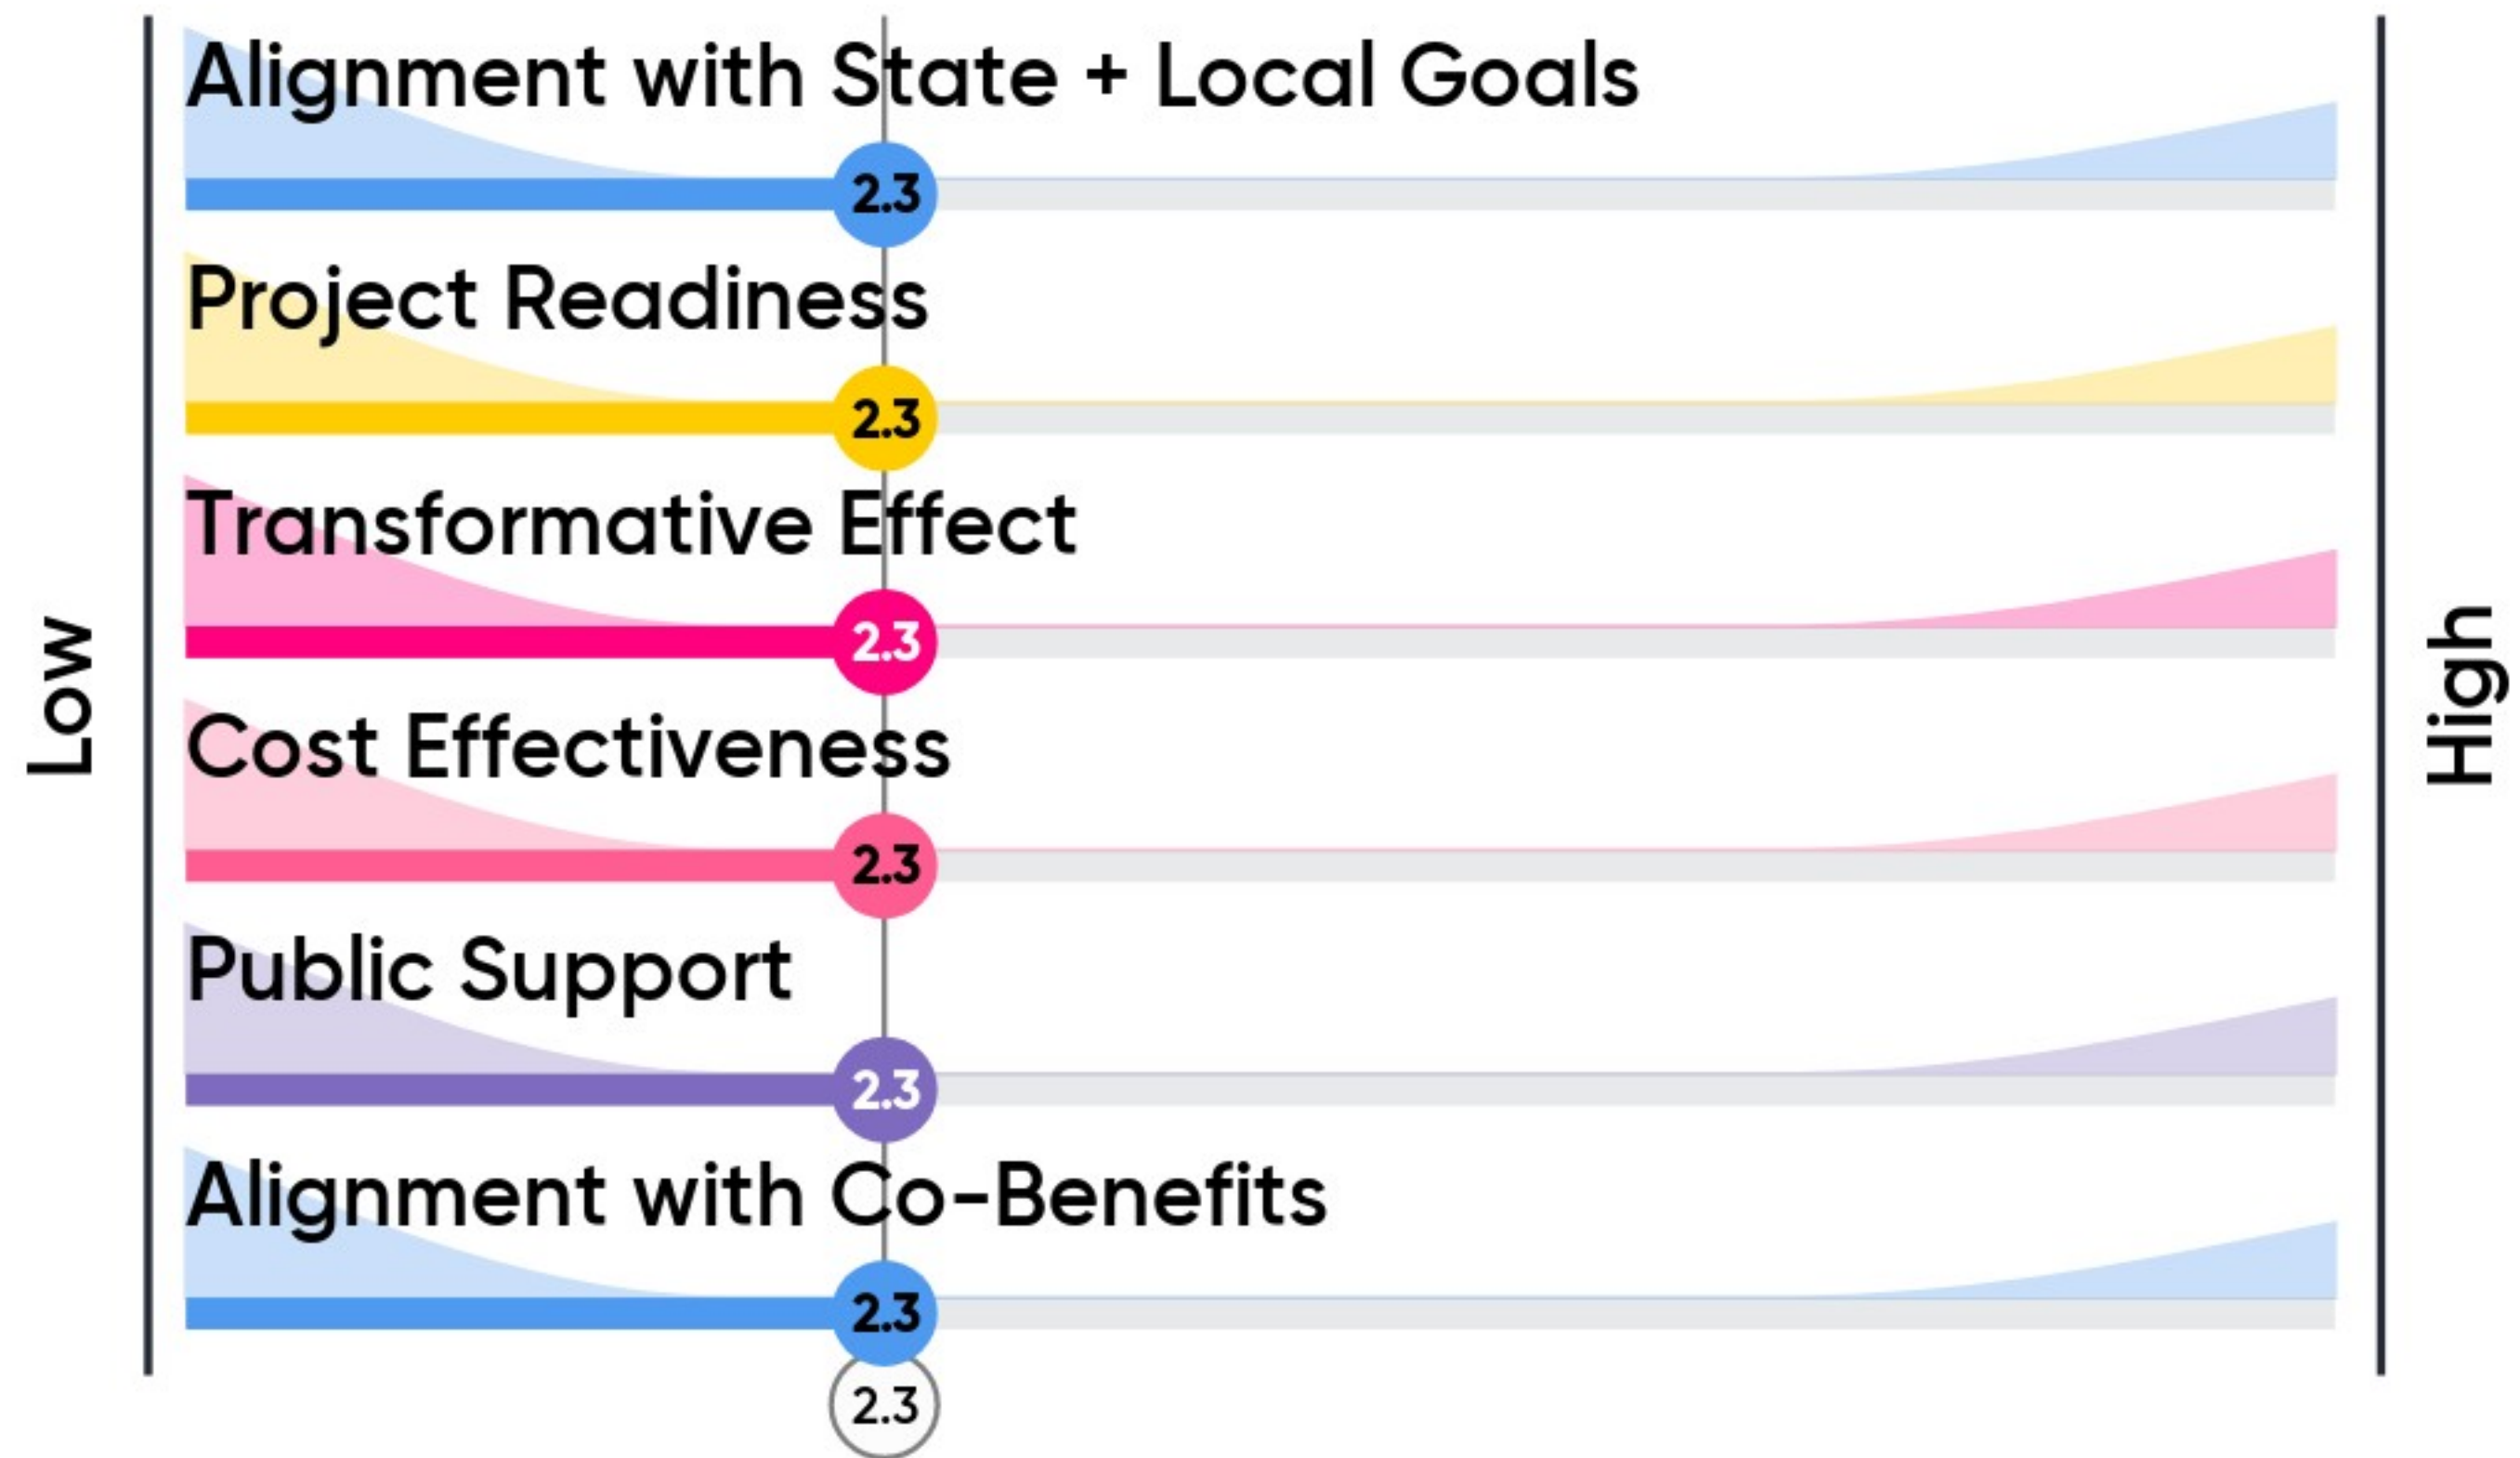 Alignment with State + Local Goals
2.3
Project Readiness
2.3
Transformative Effect
2.3
Low
High
Cost Effectiveness
2.3
Public Support
2.3
Alignment with Co-Benefits
2.3
2.3